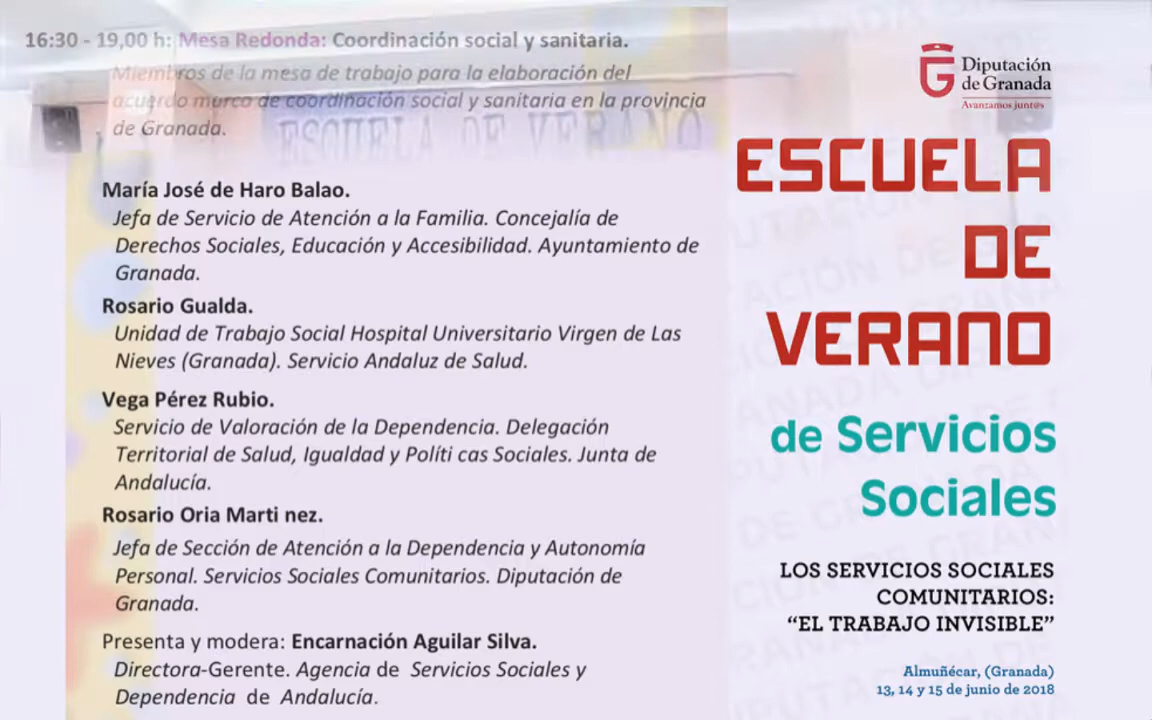 16:30 - 19,00 h: Mesa Redonda: Coordinación social y sanitaria.
Miembros de la mesa de trabajo para la elaboración del
acuerdo marco de coordinación social y sanitaria en la provincia
de Granada.
ESCUELA DE VERANO
María José de Haro Balao.
Jefa de Servicio de Atención a la Familia. Concejalía de
Derechos Sociales, Educación y Accesibilidad. Ayuntamiento de
Granada.
Rosario Gualda.
Unidad de Trabajo Social Hospital Universitario Virgen de Las
Nieves (Granada). Servicio Andaluz de Salud.
Vega Pérez Rubio.
Servicio de Valoración de la Dependencia. Delegación
Territorial de Salud, Igualdad y Políti cas Sociales. Junta de
Andalucía.
Rosario Oria Marti nez.
Jefa de Sección de Atención a la Dependencia y Autonomía
Personal. Servicios Sociales Comunitarios. Diputación de
Granada.
Presenta y modera: Encarnación Aguilar Silva.
Directora-Gerente. Agencia de Servicios Sociales y
Dependencia de Andalucía.
Diputación
de Granada
Avanzamos junt@s
ESCUELA
DE
VERANO
de Servicios
Sociales
LOS SERVICIOS SOCIALES
COMUNITARIOS:
“EL TRABAJO INVISIBLE”
Almuñécar, (Granada)
13, 14 y 15 de junio de 2018